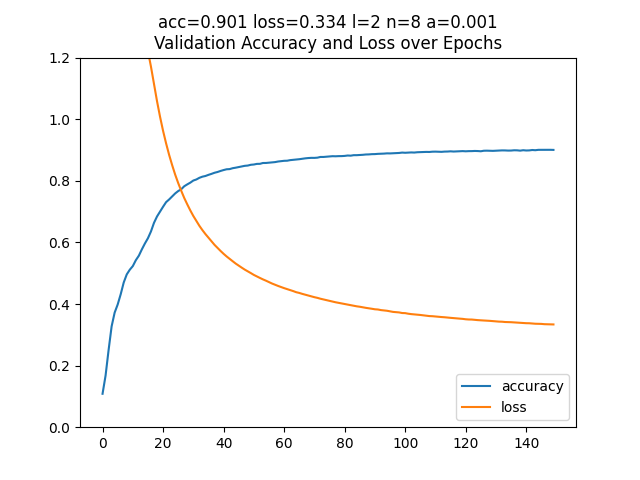 acc=0.901 loss=0.334 l=2 n=8 a=0.001
Validation Accuracy and Loss over Epochs
1.2
1.0
0.8
0.6
0.4
0.2
0.0
accuracy
loss
0 20 40 60 80 100 120 140